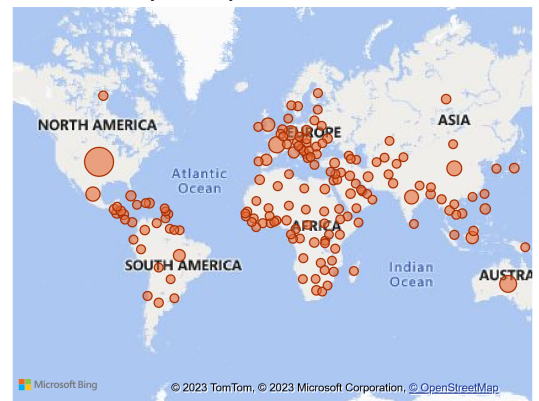 NORTH AMERICA
EUROPE
ASIA
Atlantic
Ocean
AFRICA
SOUTH AMERICA
Indian
Ocean
AUSTRA
Microsoft Bing
© 2023 TomTom, © 2023 Microsoft Corporation, © OpenStreetMap